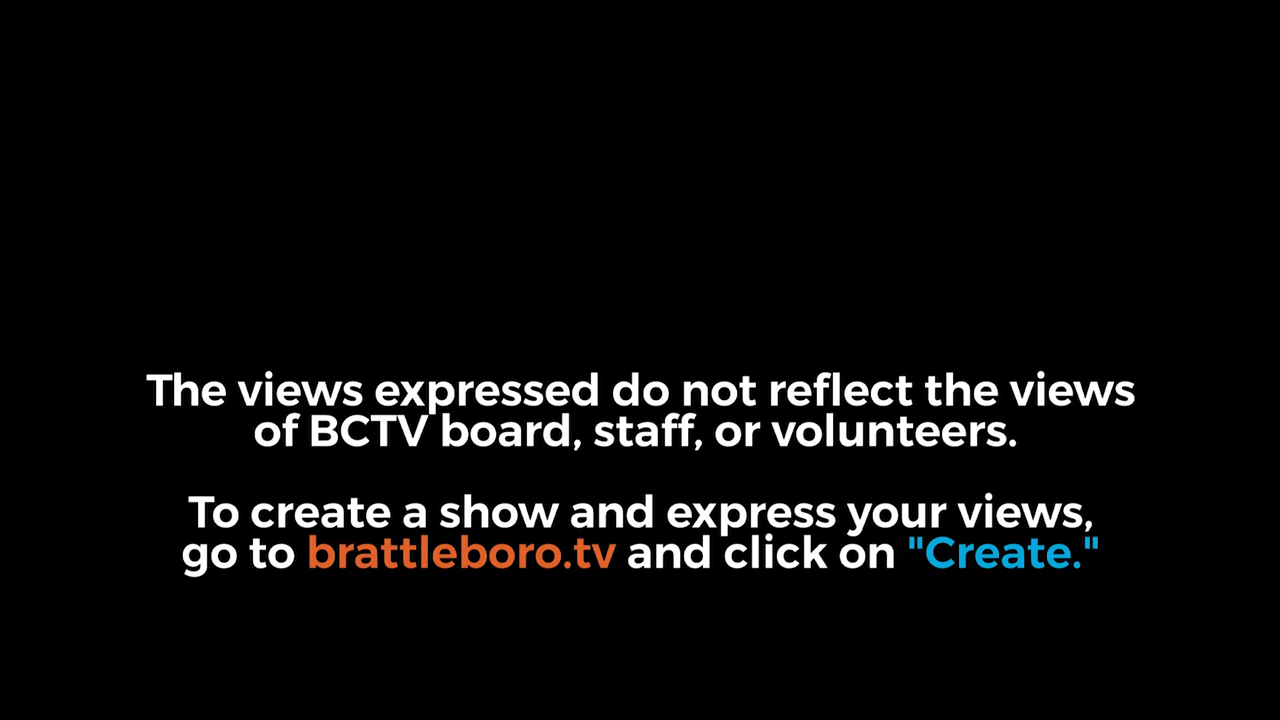 The views expressed do not reflect the views
of BCTV board, staff, or volunteers.
To create a show and express your views,
go to brattleboro.tv and click on "Create."